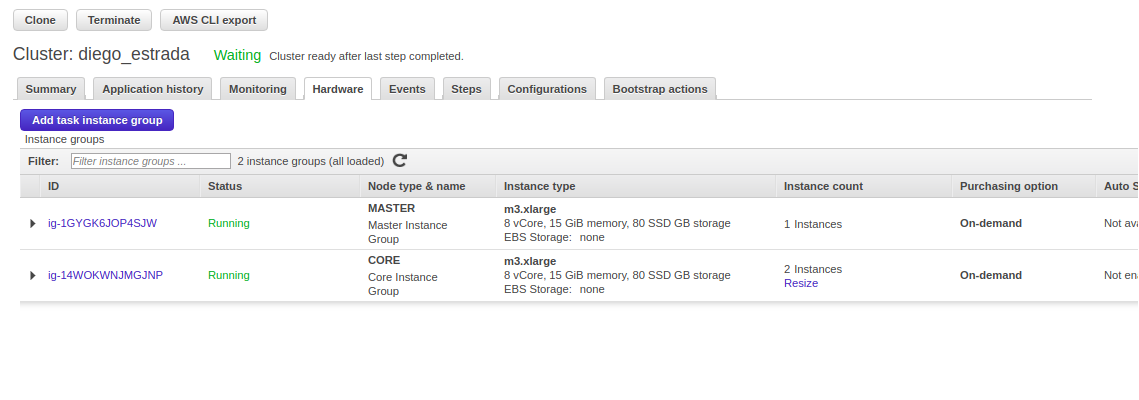 Clone Terminate AWS CLI export
Cluster: diego_estrada Waiting Cluster ready after last step completed.
Summary Application history Monitoring Hardware Events Steps Configurations Bootstrap actions
Add task instance group
Instance groups
Filter: Filter instance groups ... 2 instance groups (all loaded)
ID Status Node type & name Instance type Instance count Purchasing option Auto S
ig-1GYGK6JOP4SJW Running MASTER m3.xlarge 1 Instances On-demand Not ava
Master Instance 8 vCore, 15 GiB memory, 80 SSD GB storage
Group EBS Storage: none
ig-14WOKWNJMGJNP Running CORE m3.xlarge 2 Instances On-demand Not ena
Core Instance 8 vCore, 15 GiB memory, 80 SSD GB storage Resize
Group EBS Storage: none